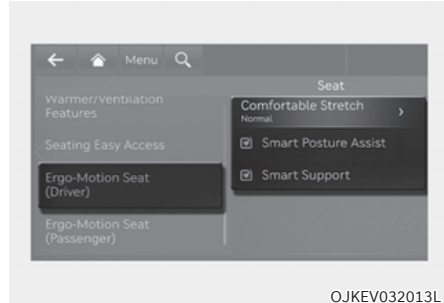 Menu
Seat
Warmer/Ventilation
Features
Seating Easy Access
Ergo-Motion Seat
(Driver)
Ergo-Motion Seat
(Passenger)
Comfortable Stretch
Normal
Smart Posture Assist
Smart Support
OJKEV032013L